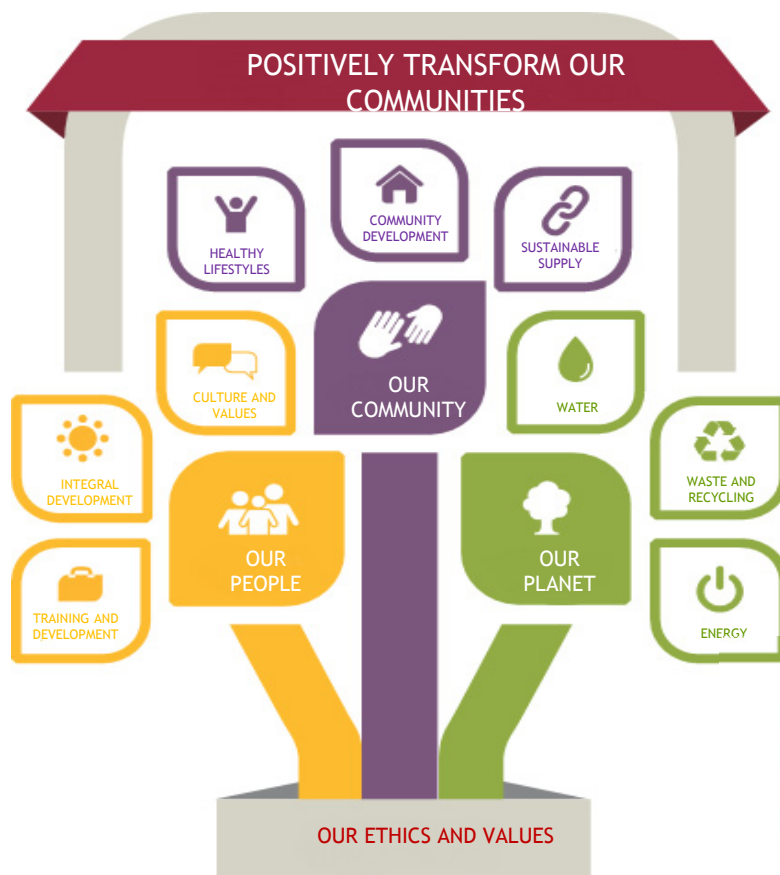 POSITIVELY TRANSFORM OUR
COMMUNITIES
COMMUNITY
DEVELOPMENT
HEALTHY
LIFESTYLES
SUSTAINABLE
SUPPLY
CULTURE AND
VALUES
OUR
COMMUNITY
WATER
INTEGRAL
DEVELOPMENT
WASTE AND
RECYCLING
OUR
PEOPLE
OUR
PLANET
TRAINING AND
DEVELOPMENT
ENERGY
OUR ETHICS AND VALUES